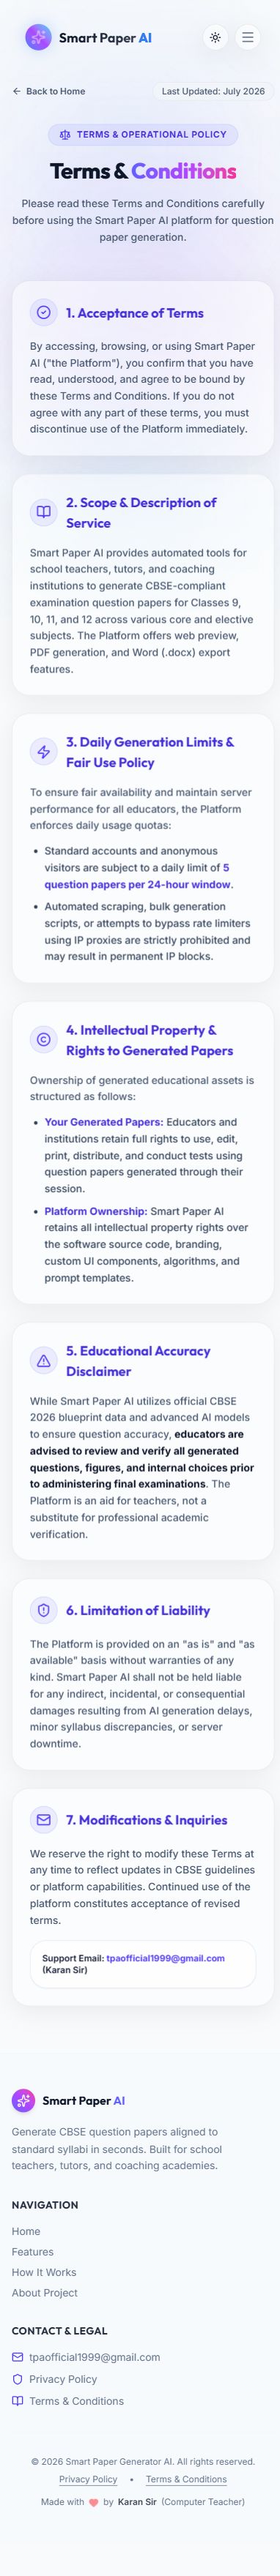 Smart Paper AI
Back to Home
Last Updated: July 2026
TERMS & OPERATIONAL POLICY
Terms & Conditions
Please read these Terms and Conditions carefully
before using the Smart Paper AI platform for question
paper generation.
1. Acceptance of Terms
By accessing, browsing, or using Smart Paper
AI ("the Platform"), you confirm that you have
read, understood, and agree to be bound by
these Terms and Conditions. If you do not
agree with any part of these terms, you must
discontinue use of the Platform immediately.
2. Scope & Description of
Service
Smart Paper AI provides automated tools for
school teachers, tutors, and coaching
institutions to generate CBSE-compliant
examination question papers for Classes 9,
10, 11, and 12 across various core and elective
subjects. The Platform offers web preview,
PDF generation, and Word (.docx) export
features.
3. Daily Generation Limits &
Fair Use Policy
To ensure fair availability and maintain server
performance for all educators, the Platform
enforces daily usage quotas:
• Standard accounts and anonymous
visitors are subject to a daily limit of 5
question papers per 24-hour window.
• Automated scraping, bulk generation
scripts, or attempts to bypass rate limiters
using IP proxies are strictly prohibited and
may result in permanent IP blocks.
4. Intellectual Property &
Rights to Generated Papers
Ownership of generated educational assets is
structured as follows:
• Your Generated Papers: Educators and
institutions retain full rights to use, edit,
print, distribute, and conduct tests using
question papers generated through their
session.
• Platform Ownership: Smart Paper AI
retains all intellectual property rights over
the software source code, branding,
custom UI components, algorithms, and
prompt templates.
5. Educational Accuracy
Disclaimer
While Smart Paper AI utilizes official CBSE
2026 blueprint data and advanced AI models
to ensure question accuracy, educators are
advised to review and verify all generated
questions, figures, and internal choices prior
to administering final examinations. The
Platform is an aid for teachers, not a
substitute for professional academic
verification.
6. Limitation of Liability
The Platform is provided on an "as is" and "as
available" basis without warranties of any
kind. Smart Paper AI shall not be held liable
for any indirect, incidental, or consequential
damages resulting from AI generation delays,
minor syllabus discrepancies, or server
downtime.
7. Modifications & Inquiries
We reserve the right to modify these Terms at
any time to reflect updates in CBSE guidelines
or platform capabilities. Continued use of the
platform constitutes acceptance of revised
terms.
Support Email: tpaofficial1999@gmail.com
(Karan Sir)
Smart Paper AI
Generate CBSE question papers aligned to
standard syllabi in seconds. Built for school
teachers, tutors, and coaching academies.
NAVIGATION
Home
Features
How It Works
About Project
CONTACT & LEGAL
tpaofficial1999@gmail.com
Privacy Policy
Terms & Conditions
© 2026 Smart Paper Generator AI. All rights reserved.
Privacy Policy • Terms & Conditions
Made with ❤ by Karan Sir (Computer Teacher)